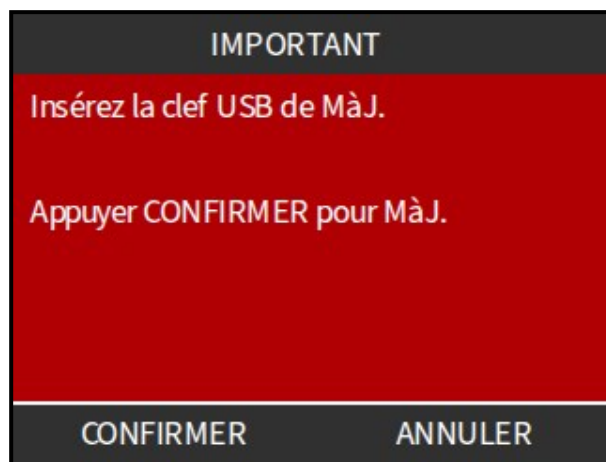 IMPORTANT
Insérez la clef USB de MàJ.
Appuyer CONFIRMER pour MàJ.
CONFIRMER ANNULER